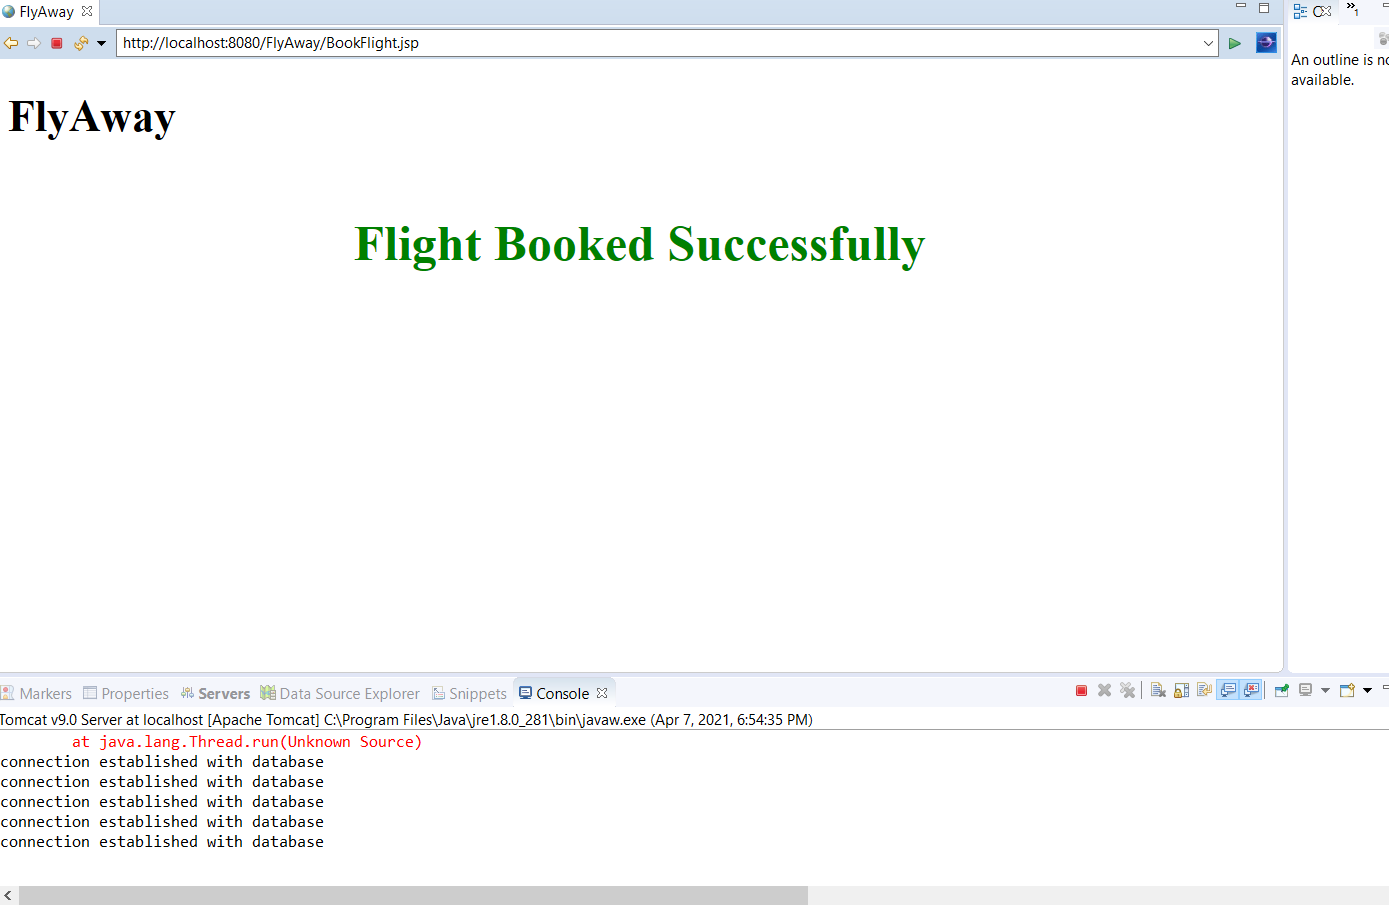 FlyAway
http://localhost:8080/FlyAway/BookFlight.jsp
1
An outline is no
available.
FlyAway
Flight Booked Successfully
Markers Properties Servers Data Source Explorer Snippets Console
Tomcat v9.0 Server at localhost [Apache Tomcat] C:\Program Files\Java\jre1.8.0_281\bin\javaw.exe (Apr 7, 2021, 6:54:35 PM)
at java.lang.Thread.run(Unknown Source)
connection established with database
connection established with database
connection established with database
connection established with database
connection established with database